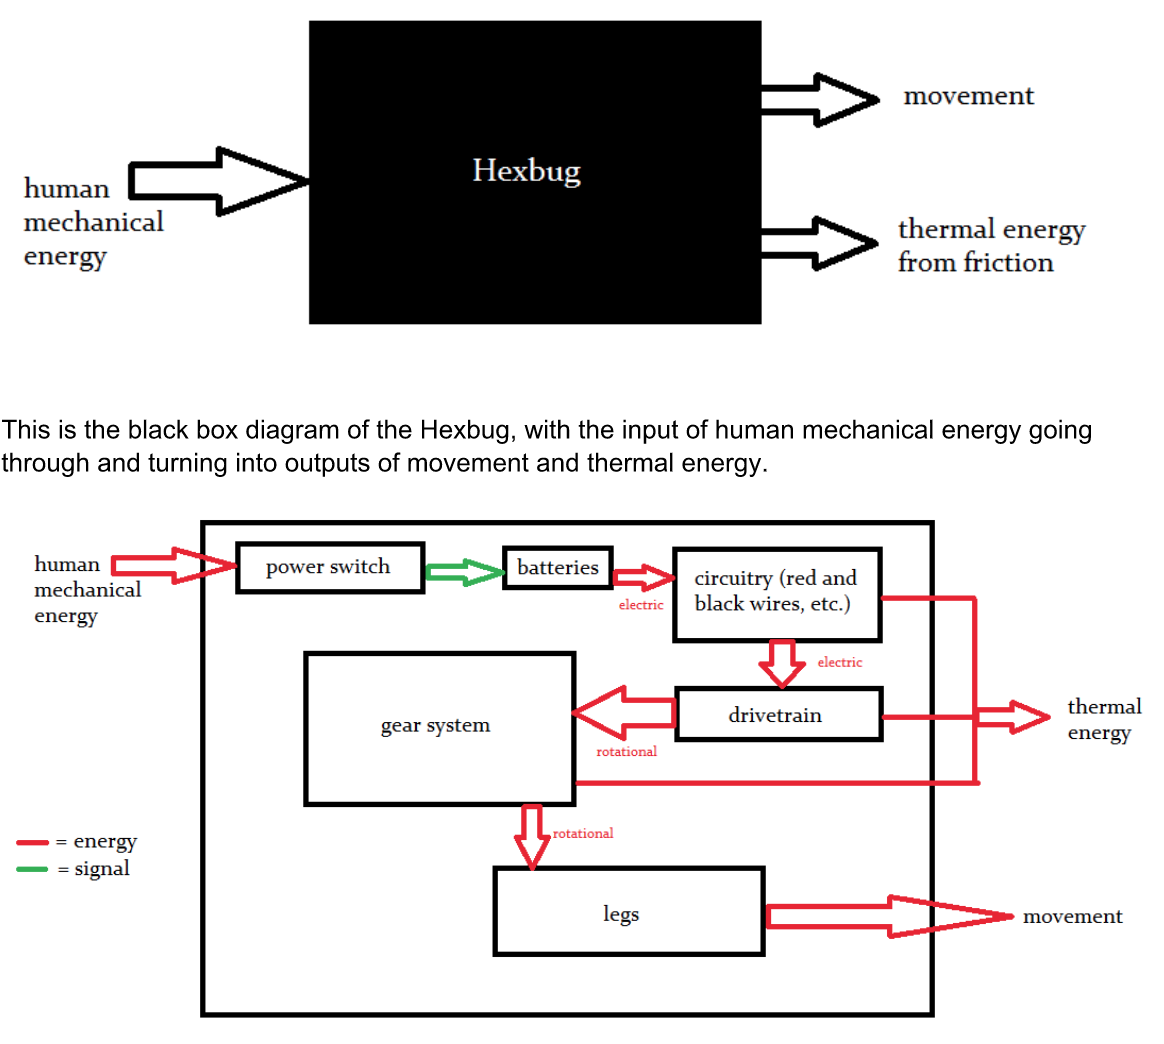 human
mechanical
energy
Hexbug
movement
thermal energy
from friction
This is the black box diagram of the Hexbug, with the input of human mechanical energy going
through and turning into outputs of movement and thermal energy.
human
mechanical
energy
power switch
batteries
electric
circuitry (red and
black wires, etc.)
electric
gear system
drivetrain
rotational
thermal
energy
rotational
= energy
= signal
legs
movement